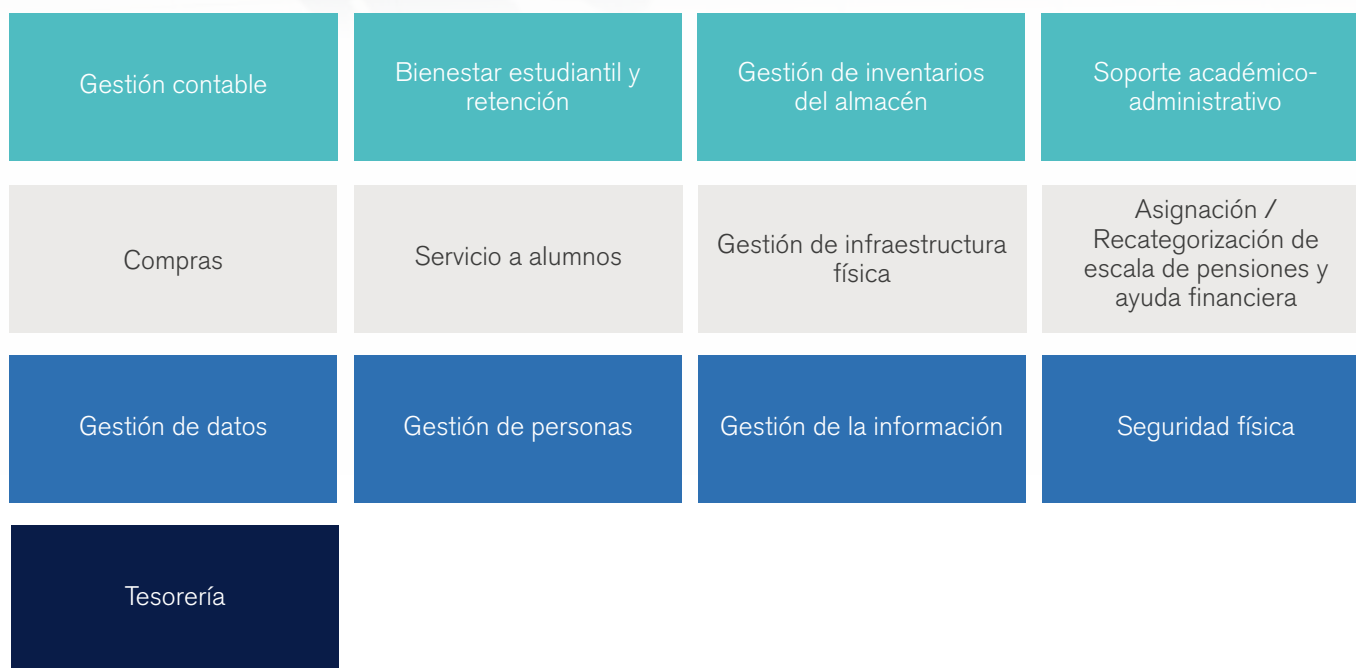 Gestión contable
Bienestar estudiantil y
retención
Gestión de inventarios
del almacén
Soporte académico-
administrativo
Compras
Servicio a alumnos
Gestión de infraestructura
física
Asignación /
Recategorización de
escala de pensiones y
ayuda financiera
Gestión de datos
Gestión de personas
Gestión de la información
Seguridad física
Tesorería